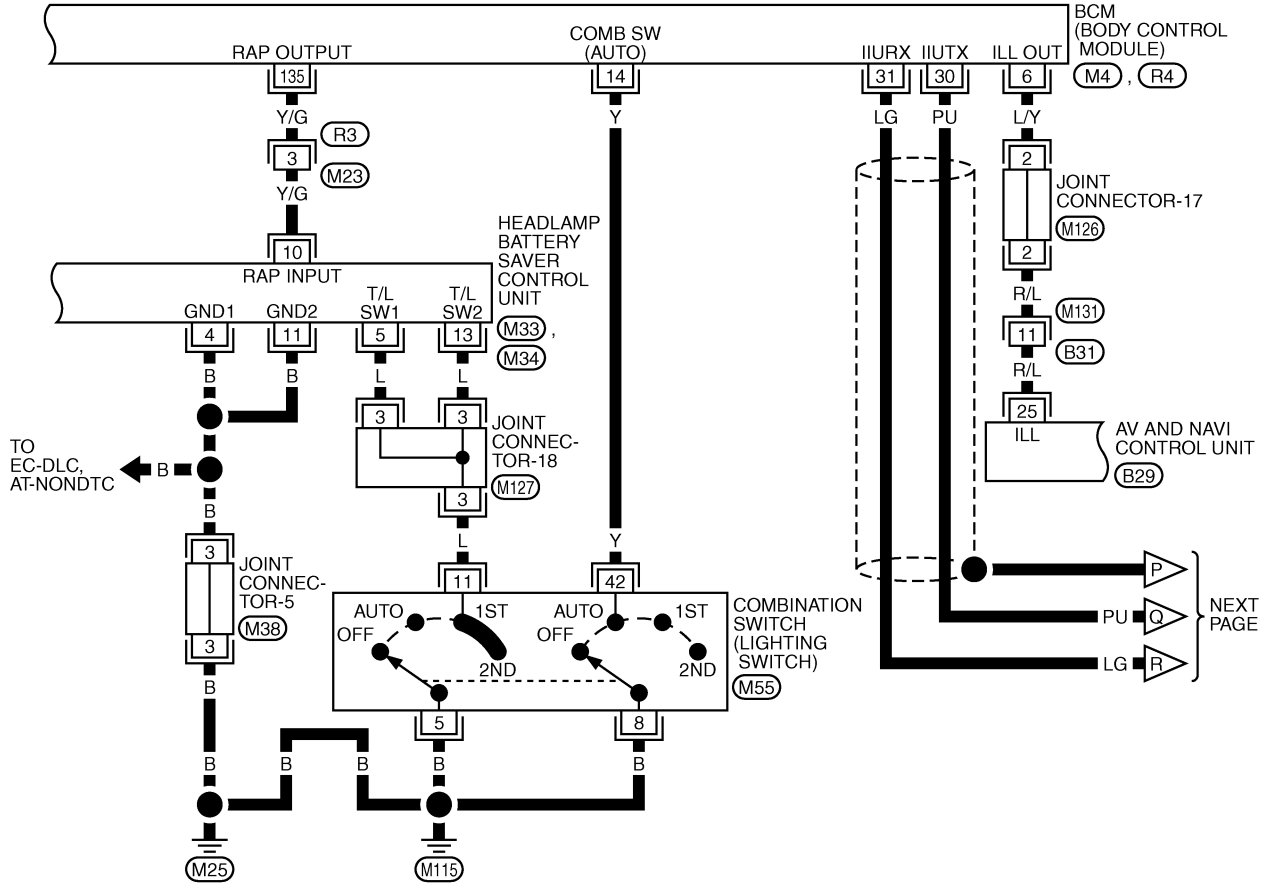 BCM
(BODY CONTROL
MODULE)
M4 , R4
RAP OUTPUT
COMB SW
(AUTO)
IIURX
IIUTX
ILL OUT
135
14
31
30
6
Y/G
Y
LG
PU
L/Y
R3
3
M23
Y/G
2
JOINT
CONNECTOR-17
M126
2
10
RAP INPUT
HEADLAMP
BATTERY
SAVER
CONTROL
UNIT
M33 ,
M34
GND1
GND2
T/L
SW1
T/L
SW2
4
11
5
13
R/L
M131
11
B31
R/L
B
B
L
L
25
ILL
AV AND NAVI
CONTROL UNIT
B29
3
3
JOINT
CONNEC-
TOR-18
M127
3
TO
EC-DLC,
AT-NONDTC
B
B
L
Y
3
JOINT
CONNEC-
TOR-5
M38
3
11
42
AUTO
1ST
OFF
2ND
AUTO
1ST
OFF
2ND
COMBINATION
SWITCH
(LIGHTING
SWITCH)
M55
P
PU
Q
LG
R
NEXT
PAGE
5
8
B
B
B
B
B
B
M25
M115